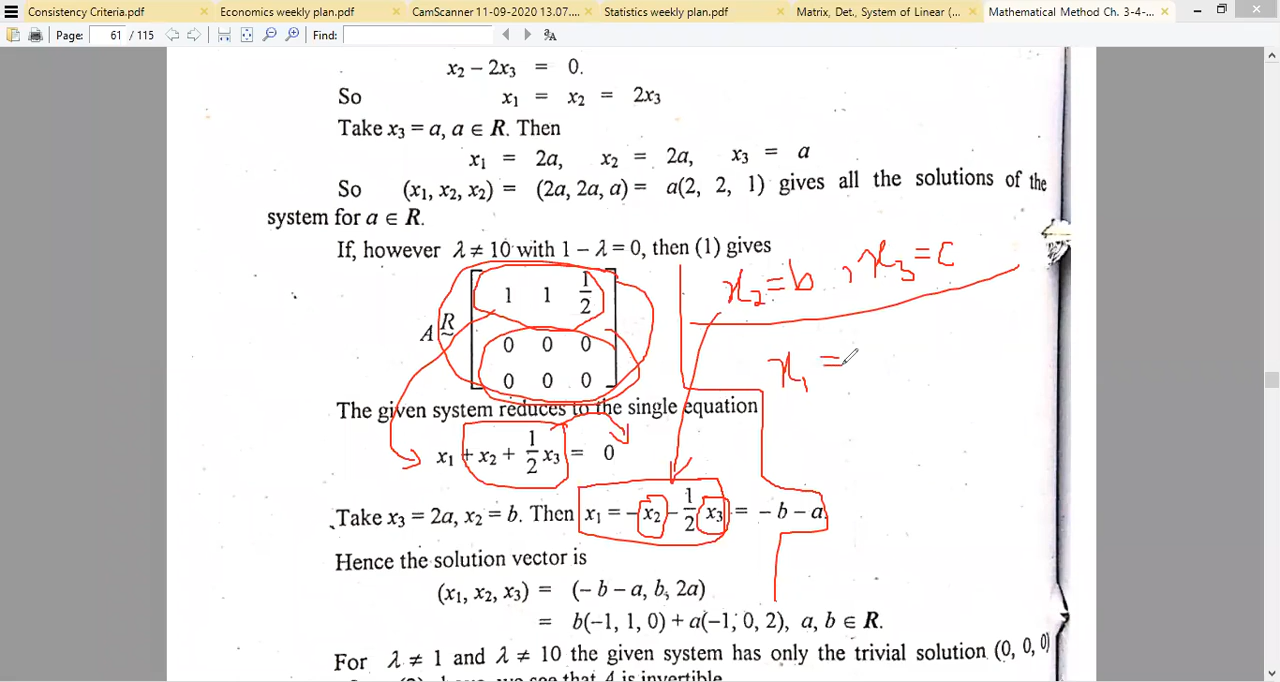 Consistency Criteria.pdf × Economics weekly plan.pdf × CamScanner 11-09-2020 13.07.... × Statistics weekly plan.pdf × Matrix, Det., System of Linear (... × Mathematical Method Ch. 3-4-... ×
Page: 61 / 115 Find:
x₂ − 2x₃ = 0.
So x₁ = x₂ = 2x₃
Take x₃ = a, a ∈ R. Then
x₁ = 2a, x₂ = 2a, x₃ = a
So (x₁, x₂, x₂) = (2a, 2a, a) = a(2, 2, 1) gives all the solutions of the
system for a ∈ R.
If, however λ ≠ 10 with 1 − λ = 0, then (1) gives
x₂ = b , x₃ = c
A R~ [ 1 1 1/2
0 0 0
0 0 0 ]
x₁ =
The given system reduces to the single equation
x₁ + x₂ + 1/2 x₃ = 0
Take x₃ = 2a, x₂ = b. Then x₁ = − x₂ − 1/2 x₃ = − b − a
Hence the solution vector is
(x₁, x₂, x₃) = (− b − a, b, 2a)
= b(−1, 1, 0) + a(−1, 0, 2), a, b ∈ R.
For λ ≠ 1 and λ ≠ 10 the given system has only the trivial solution (0, 0, 0)
we see that A is invertible